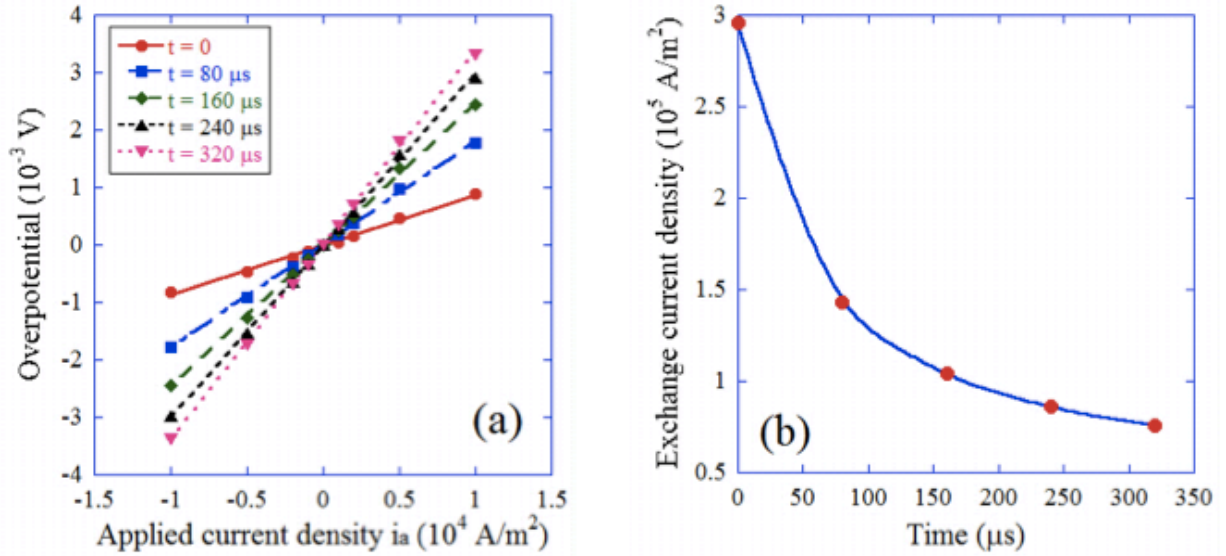 4
3
2
1
0
-1
-2
-3
-4
Overpotential (10⁻³ V)
t = 0
t = 80 μs
t = 160 μs
t = 240 μs
t = 320 μs
(a)
-1.5 -1 -0.5 0 0.5 1 1.5
Applied current density iₐ (10⁴ A/m²)
3
2.5
2
1.5
1
0.5
Exchange current density (10⁵ A/m²)
(b)
0 50 100 150 200 250 300 350
Time (μs)